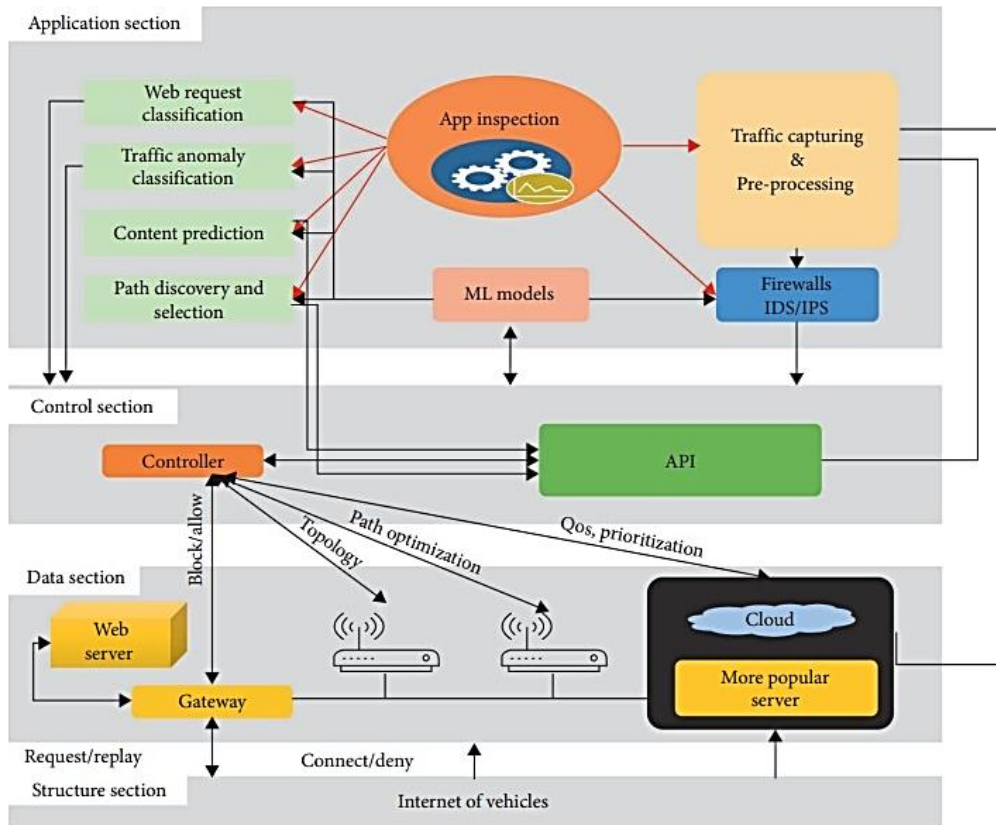 Application section
Web request
classification
Traffic anomaly
classification
Content prediction
Path discovery and
selection
App inspection
Traffic capturing
&
Pre-processing
ML models
Firewalls
IDS/IPS
Control section
Controller
API
Block/allow
Topology
Path optimization
Qos, prioritization
Data section
Web
server
Gateway
Cloud
More popular
server
Request/replay
Connect/deny
Structure section
Internet of vehicles